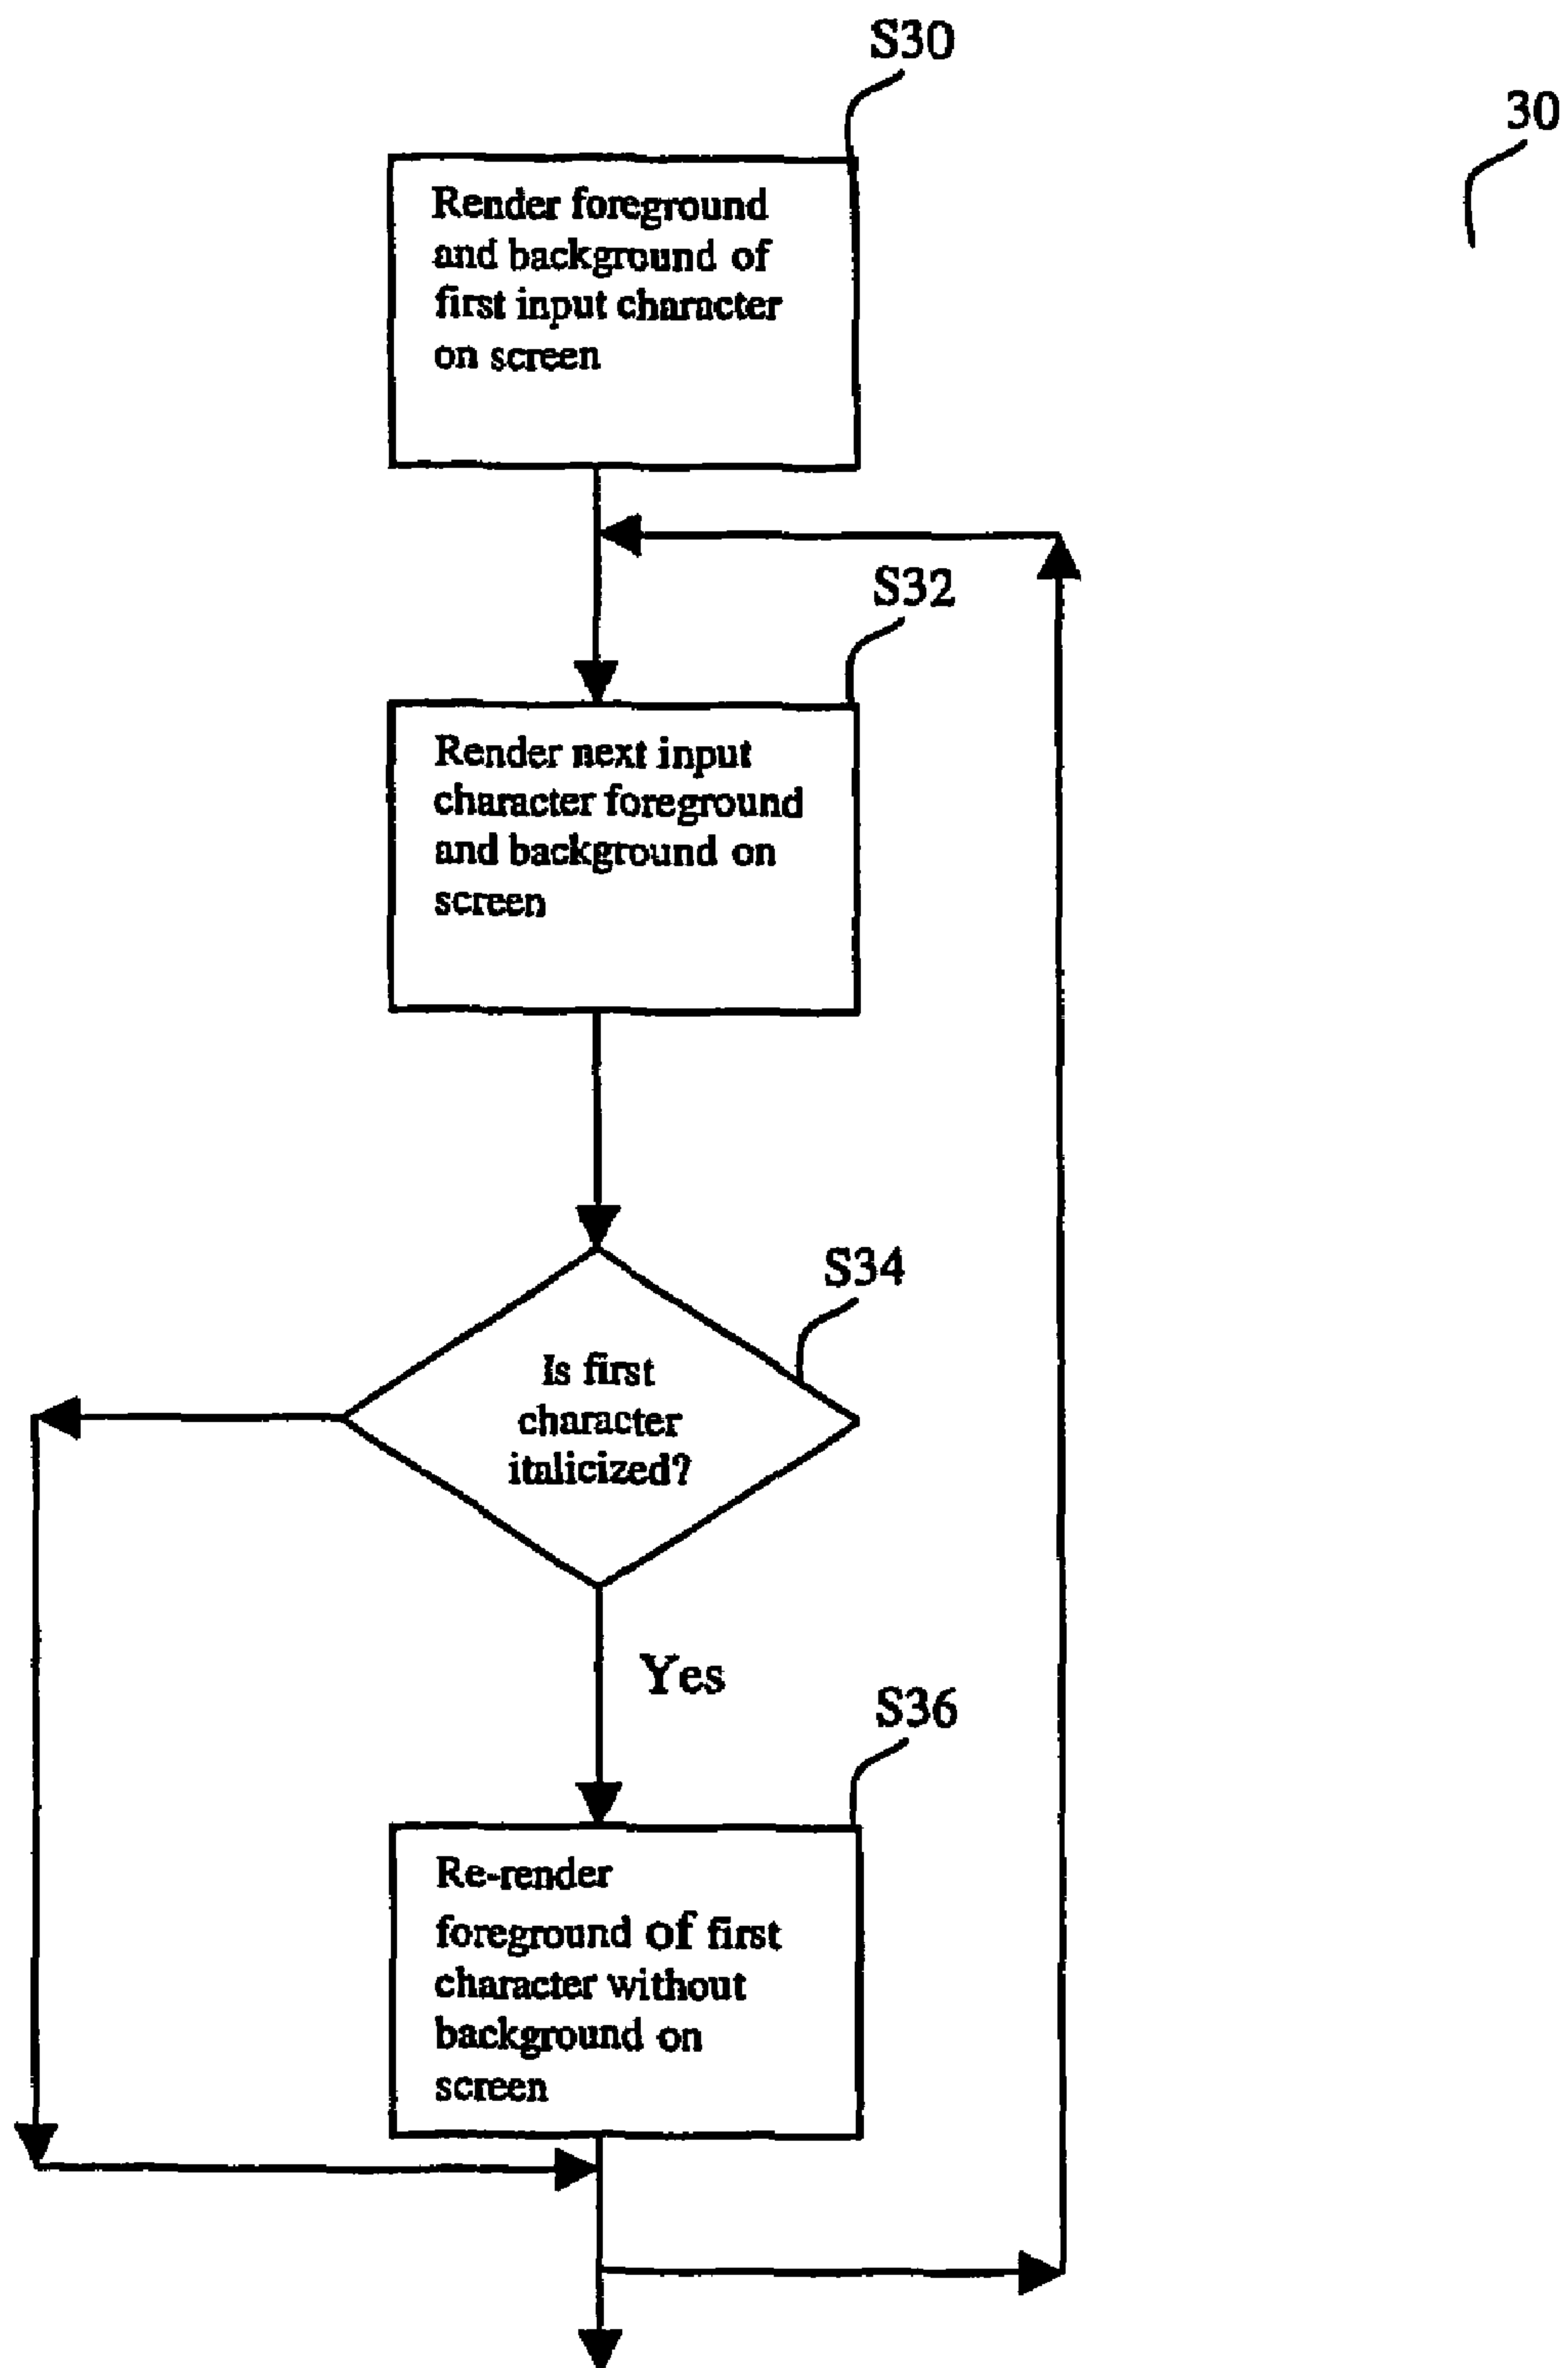 S30
30
Render foreground
and background of
first input character
on screen
S32
Render next input
character foreground
and background on
screen
S34
Is first
character
italicized?
Yes
S36
Re-render
foreground of first
character without
background on
screen